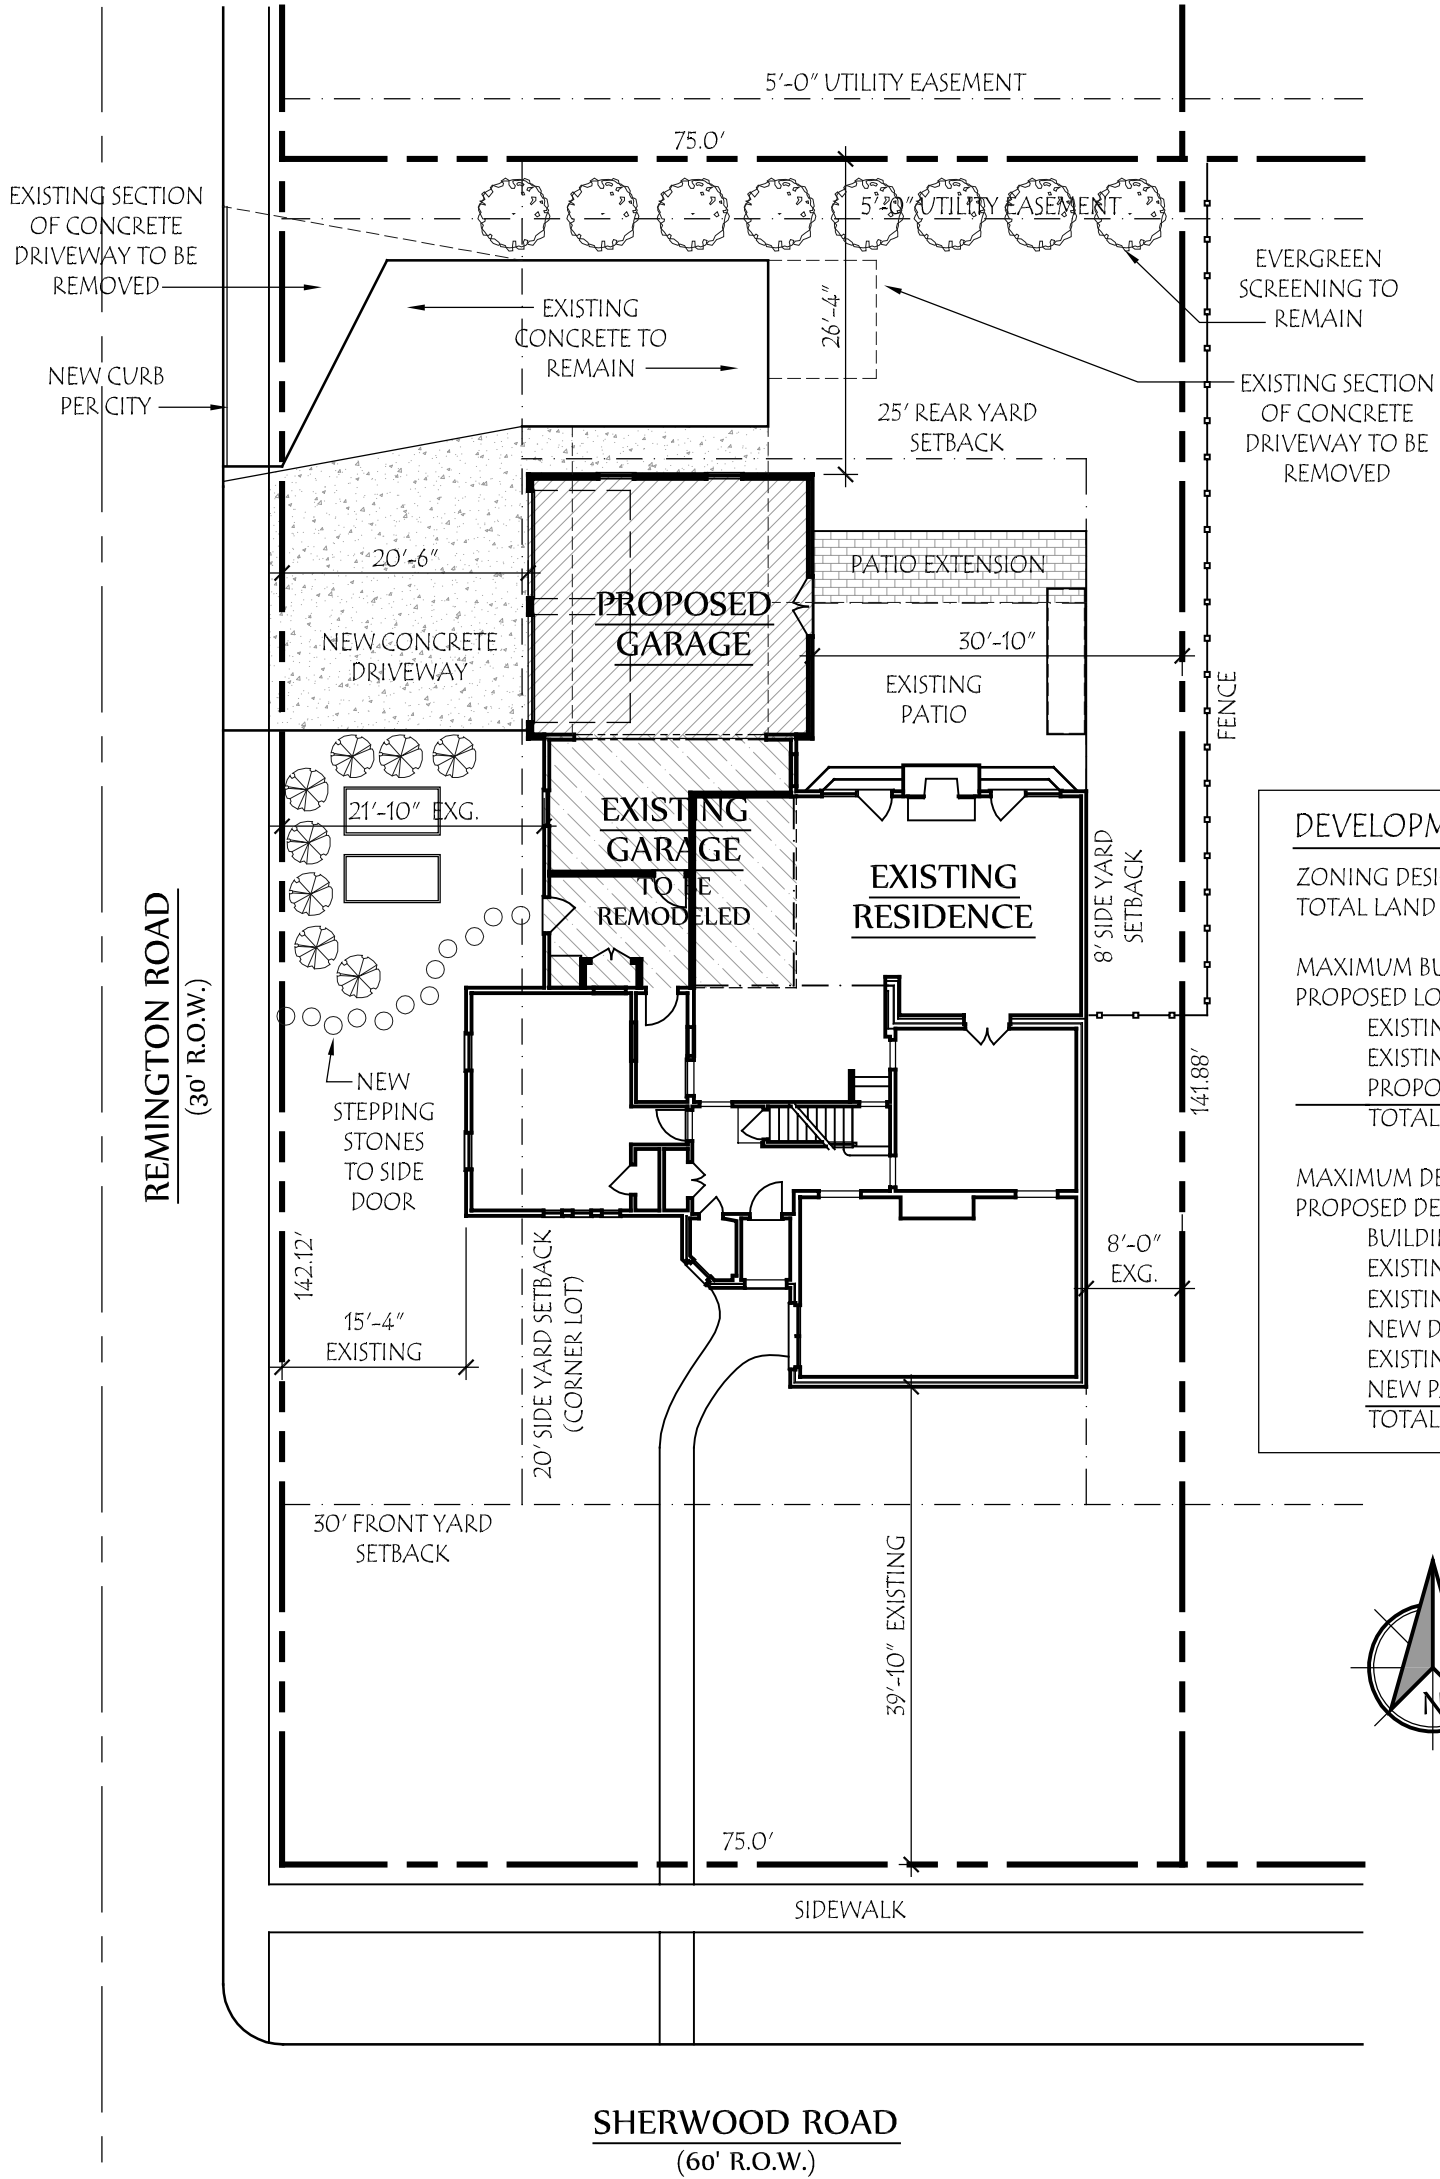 5'-0" UTILITY EASEMENT
75.0'
5'-0" UTILITY EASEMENT
EXISTING SECTION
OF CONCRETE
DRIVEWAY TO BE
REMOVED
NEW CURB
PER CITY
EXISTING
CONCRETE TO
REMAIN
26'-4"
EVERGREEN
SCREENING TO
REMAIN
EXISTING SECTION
OF CONCRETE
DRIVEWAY TO BE
REMOVED
25' REAR YARD
SETBACK
20'-6"
PATIO EXTENSION
PROPOSED
GARAGE
NEW CONCRETE
DRIVEWAY
30'-10"
EXISTING
PATIO
FENCE
21'-10" EXG.
EXISTING
GARAGE
TO BE
REMODELED
EXISTING
RESIDENCE
8' SIDE YARD
SETBACK
DEVELOPM
ZONING DESI
TOTAL LAND
MAXIMUM BU
PROPOSED LO
EXISTIN
EXISTIN
PROPO
TOTAL
MAXIMUM DE
PROPOSED DE
BUILDI
EXISTIN
EXISTIN
NEW D
EXISTIN
NEW PA
TOTAL
REMINGTON ROAD
(30' R.O.W.)
NEW
STEPPING
STONES
TO SIDE
DOOR
141.88'
142.12'
15'-4"
EXISTING
20' SIDE YARD SETBACK
(CORNER LOT)
8'-0"
EXG.
30' FRONT YARD
SETBACK
39'-10" EXISTING
N
75.0'
SIDEWALK
SHERWOOD ROAD
(60' R.O.W.)